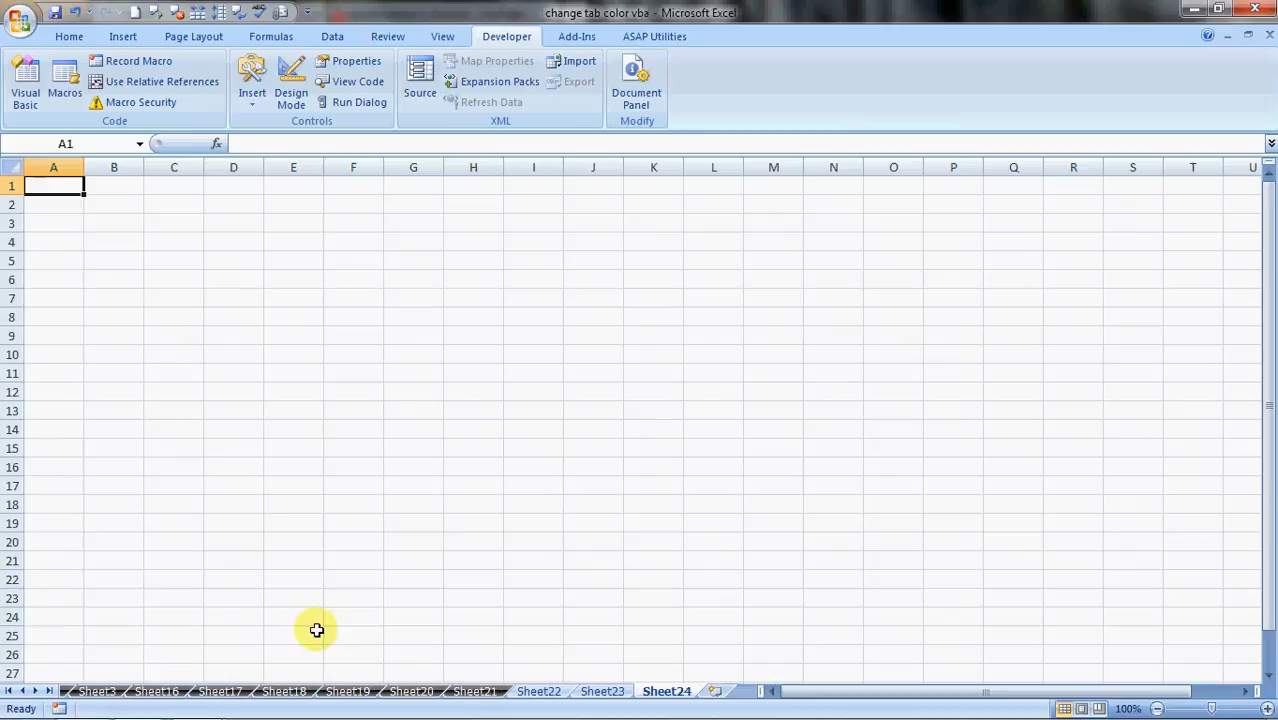 change tab color vba - Microsoft Excel
Home Insert Page Layout Formulas Data Review View Developer Add-Ins ASAP Utilities
Visual Basic
Macros
Record Macro
Use Relative References
Macro Security
Code
Insert
Design Mode
Properties
View Code
Run Dialog
Controls
Source
Map Properties
Expansion Packs
Refresh Data
Import
Export
XML
Document Panel
Modify
A1 fx
A B C D E F G H I J K L M N O P Q R S T U
1
2
3
4
5
6
7
8
9
10
11
12
13
14
15
16
17
18
19
20
21
22
23
24
25
26
27
Sheet3 Sheet16 Sheet17 Sheet18 Sheet19 Sheet20 Sheet21 Sheet22 Sheet23 Sheet24
Ready 100%